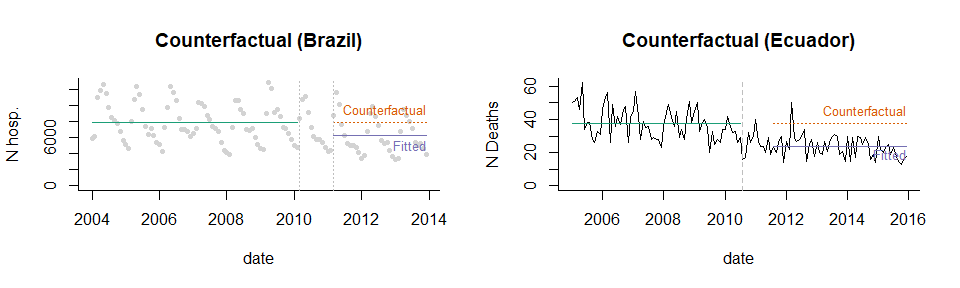 Counterfactual (Brazil)
N hosp.
6000
0
Counterfactual
Fitted
2004 2006 2008 2010 2012 2014
date
Counterfactual (Ecuador)
N Deaths
60
40
20
0
Counterfactual
Fitted
2006 2008 2010 2012 2014 2016
date